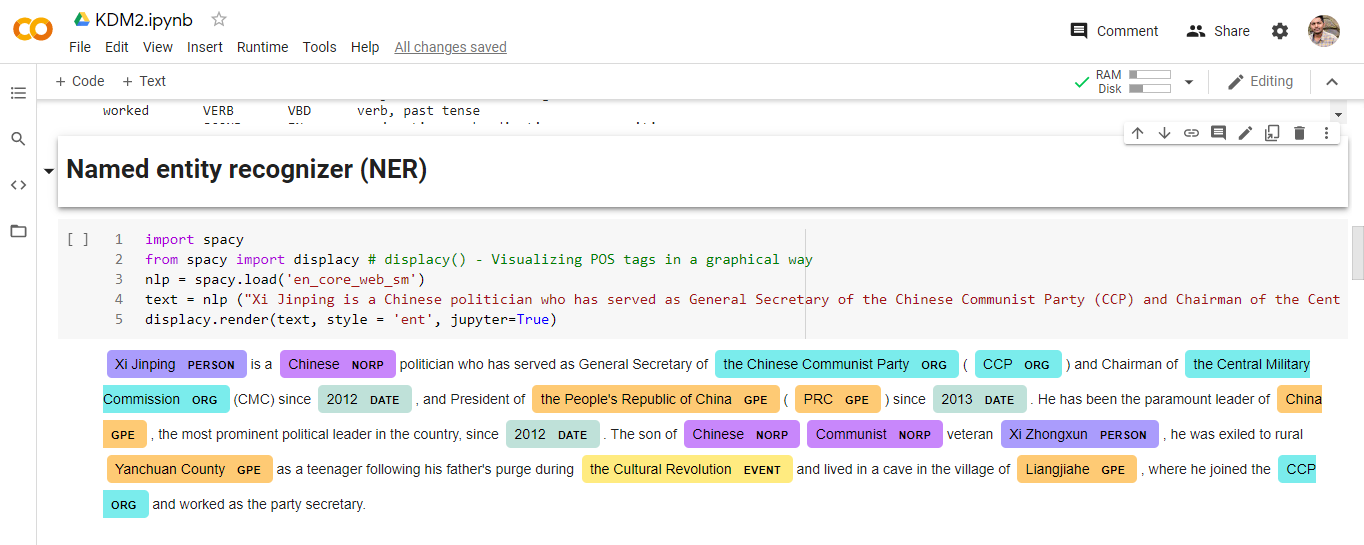 KDM2.ipynb
File Edit View Insert Runtime Tools Help All changes saved
Comment Share
+ Code + Text
RAM
Disk
Editing
worked VERB VBD verb, past tense
Named entity recognizer (NER)
[ ] 1 import spacy
2 from spacy import displacy # displacy() - Visualizing POS tags in a graphical way
3 nlp = spacy.load('en_core_web_sm')
4 text = nlp ("Xi Jinping is a Chinese politician who has served as General Secretary of the Chinese Communist Party (CCP) and Chairman of the Cent
5 displacy.render(text, style = 'ent', jupyter=True)
Xi Jinping PERSON is a Chinese NORP politician who has served as General Secretary of the Chinese Communist Party ORG ( CCP ORG ) and Chairman of the Central Military
Commission ORG (CMC) since 2012 DATE , and President of the People's Republic of China GPE ( PRC GPE ) since 2013 DATE . He has been the paramount leader of China
GPE , the most prominent political leader in the country, since 2012 DATE . The son of Chinese NORP Communist NORP veteran Xi Zhongxun PERSON , he was exiled to rural
Yanchuan County GPE as a teenager following his father's purge during the Cultural Revolution EVENT and lived in a cave in the village of Liangjiahe GPE , where he joined the CCP
ORG and worked as the party secretary.